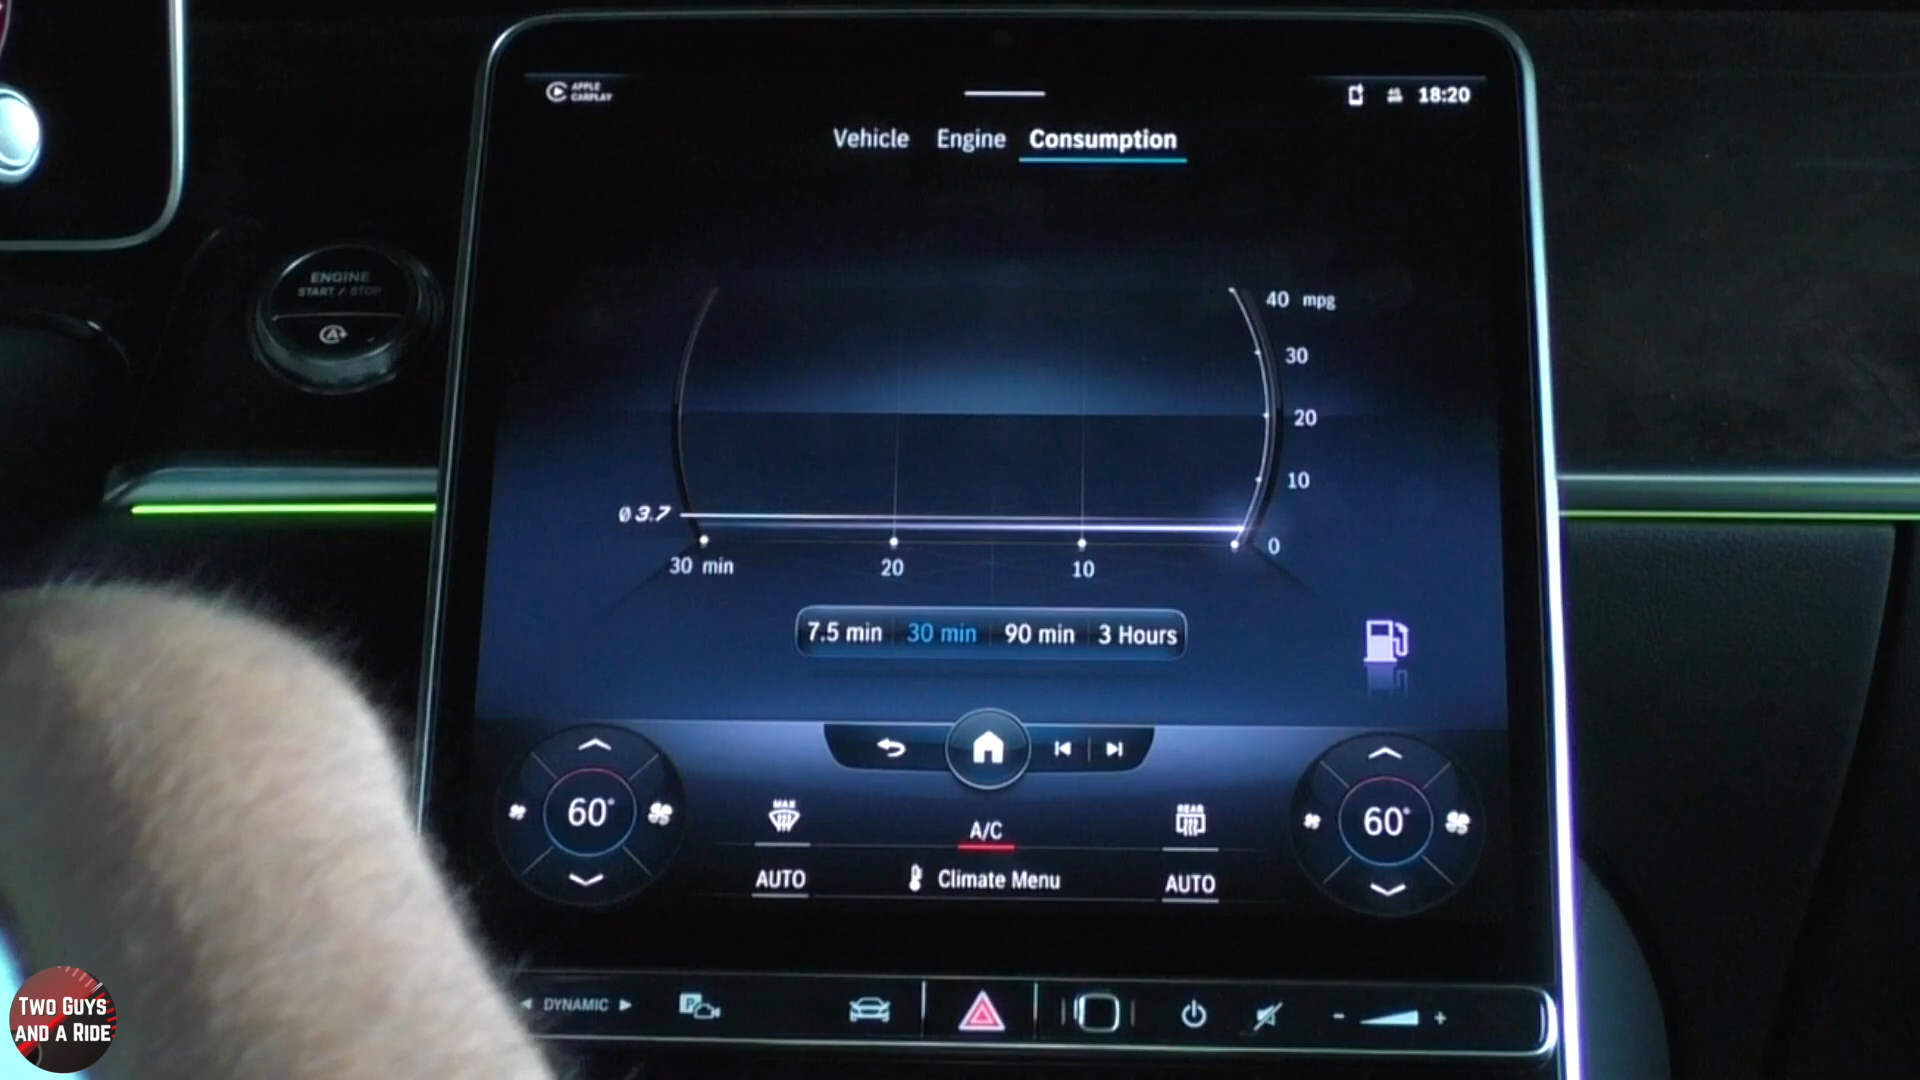 APPLE
CARPLAY
18:20
Vehicle Engine Consumption
ENGINE
START / STOP
A
40 mpg
30
20
10
0
Ø 3.7
30 min 20 10
7.5 min 30 min 90 min 3 Hours
MAX
REAR
60°
A/C
60°
AUTO
Climate Menu
AUTO
DYNAMIC
P
- +
TWO GUYS
AND A RIDE